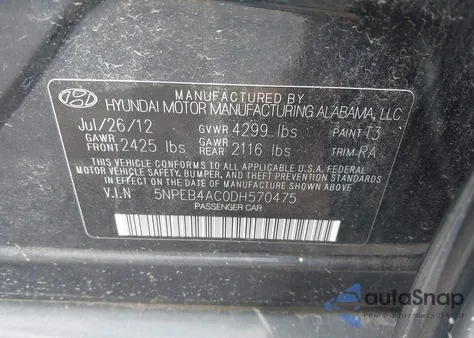 MANUFACTURED BY
HYUNDAI MOTOR MANUFACTURING ALABAMA, LLC
Jul/26/12 GVWR 4299 lbs PAINT T3
GAWR FRONT 2425 lbs GAWR REAR 2116 lbs TRIM RA
THIS VEHICLE CONFORMS TO ALL APPLICABLE U.S.A. FEDERAL
MOTOR VEHICLE SAFETY, BUMPER, AND THEFT PREVENTION
STANDARDS IN EFFECT ON THE DATE OF MANUFACTURE SHOWN ABOVE.
V.I.N 5NPEB4AC0DH570475
PASSENGER CAR
autoSnap